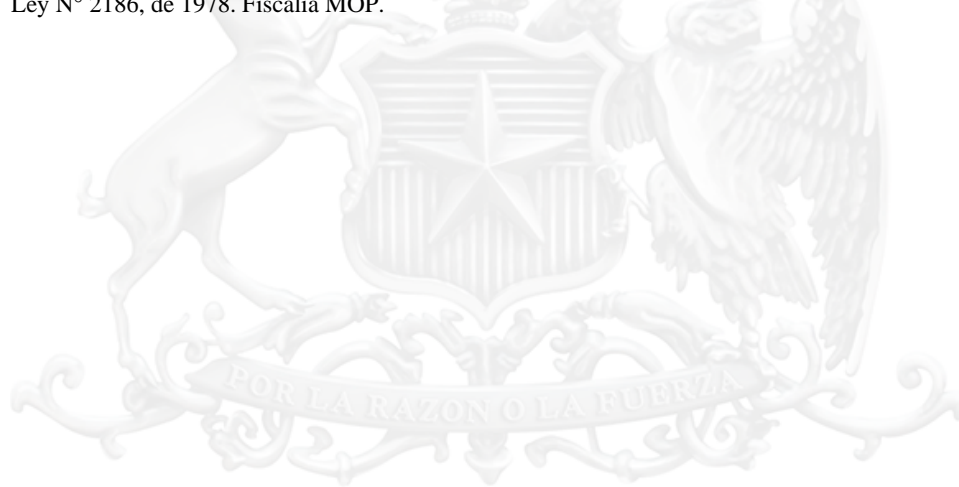 Ley N° 2186, de 1978. Fiscalía MOP.
POR LA RAZON O LA FUERZA